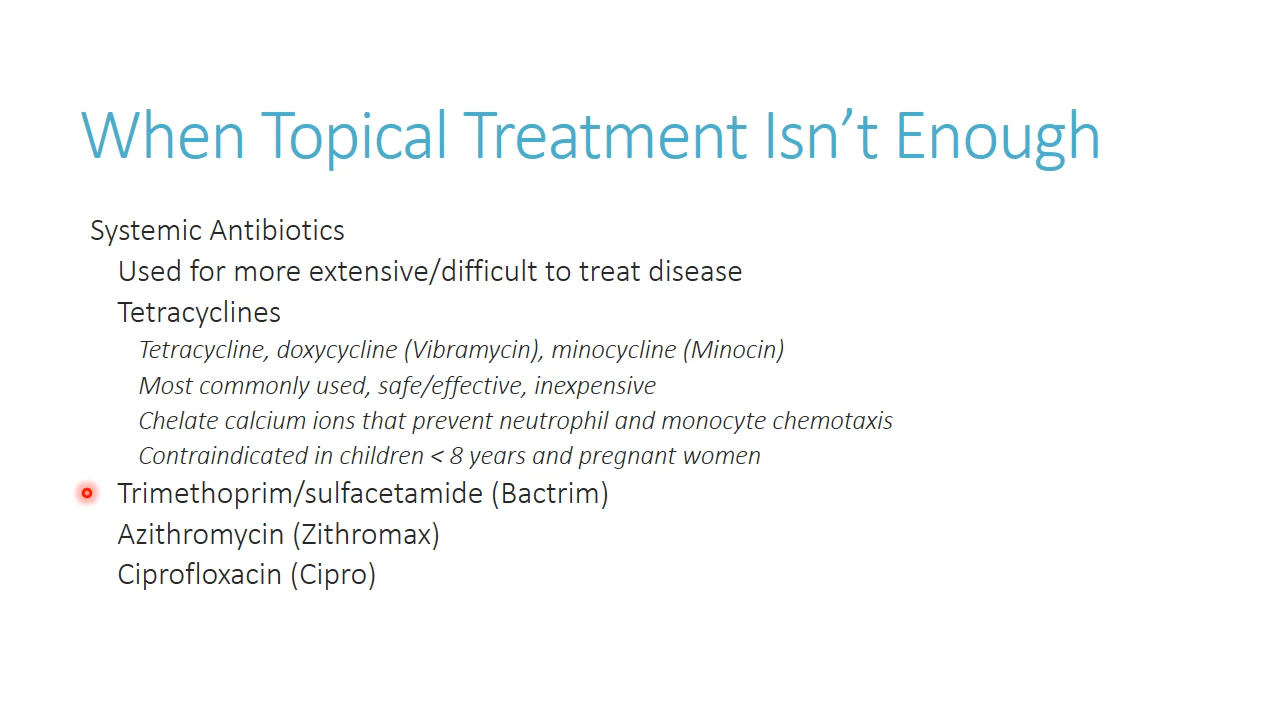 When Topical Treatment Isn’t Enough
Systemic Antibiotics
Used for more extensive/difficult to treat disease
Tetracyclines
Tetracycline, doxycycline (Vibramycin), minocycline (Minocin)
Most commonly used, safe/effective, inexpensive
Chelate calcium ions that prevent neutrophil and monocyte chemotaxis
Contraindicated in children < 8 years and pregnant women
Trimethoprim/sulfacetamide (Bactrim)
Azithromycin (Zithromax)
Ciprofloxacin (Cipro)